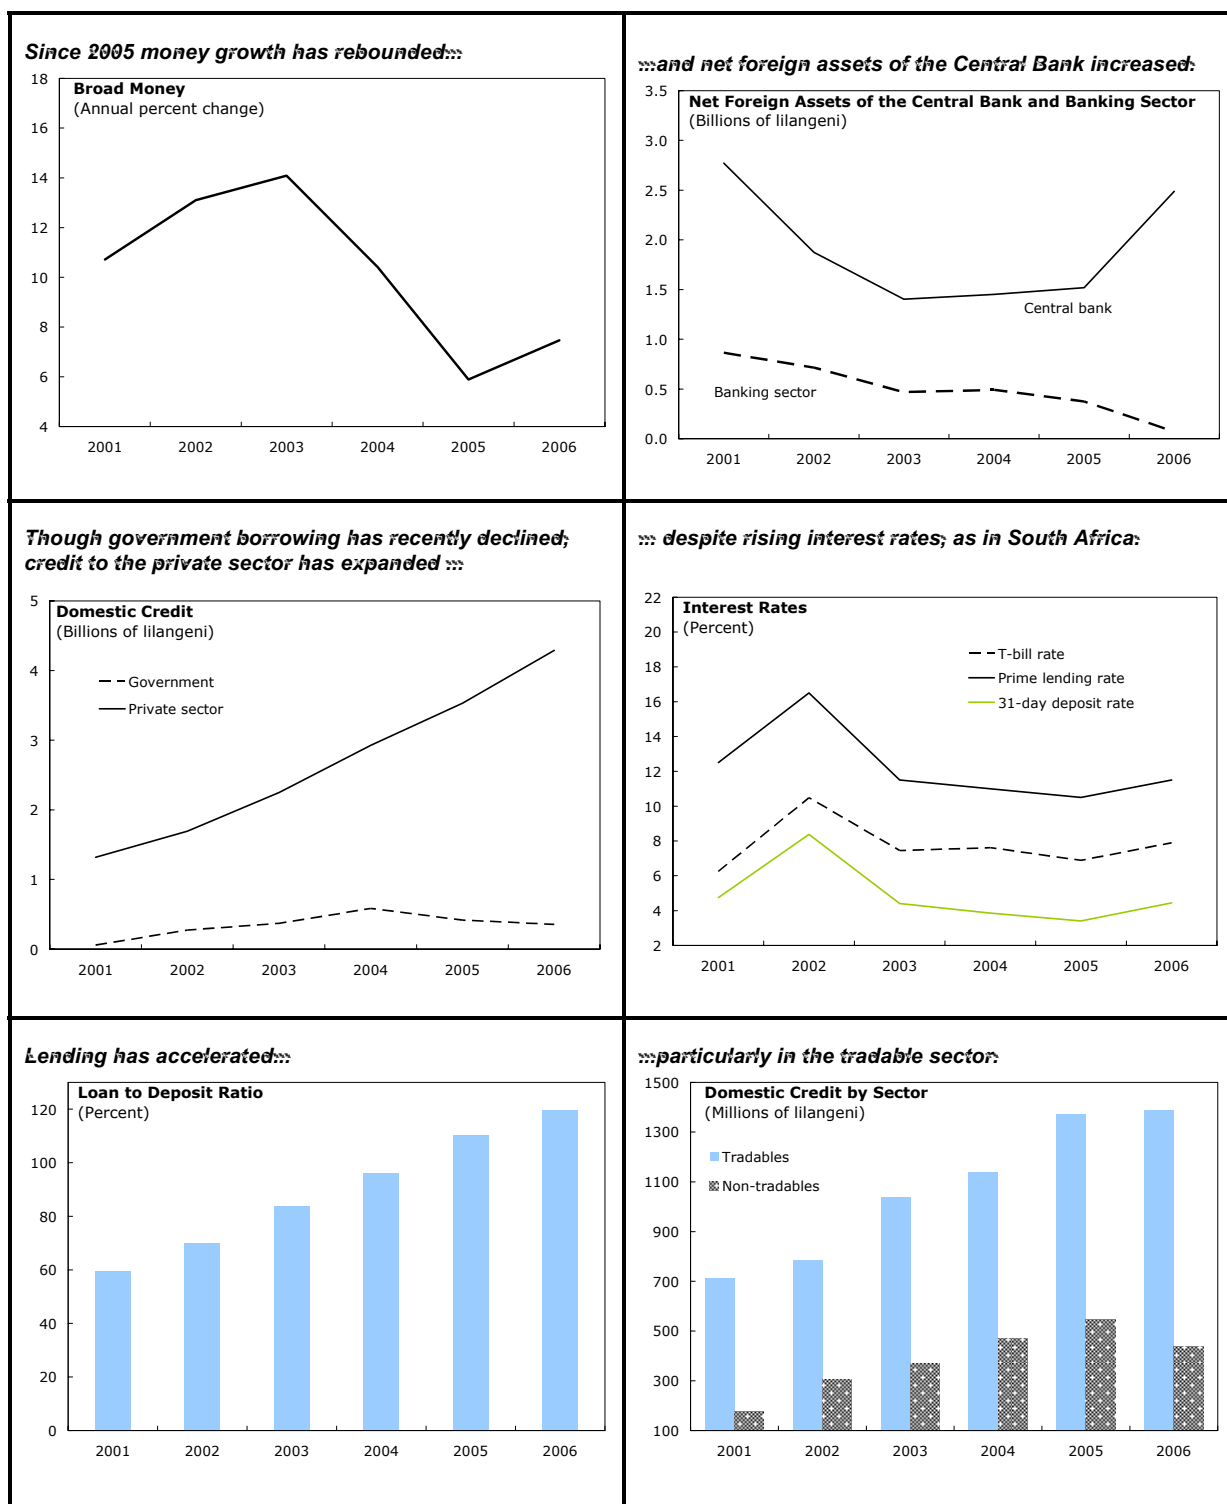 Since 2005 money growth has rebounded...
Broad Money
(Annual percent change)
18
16
14
12
10
8
6
4
2001 2002 2003 2004 2005 2006
...and net foreign assets of the Central Bank increased.
Net Foreign Assets of the Central Bank and Banking Sector
(Billions of lilangeni)
3.5
3.0
2.5
2.0
1.5
1.0
0.5
0.0
Central bank
Banking sector
2001 2002 2003 2004 2005 2006
Though government borrowing has recently declined,
credit to the private sector has expanded ...
Domestic Credit
(Billions of lilangeni)
Government
Private sector
5
4
3
2
1
0
2001 2002 2003 2004 2005 2006
... despite rising interest rates, as in South Africa.
Interest Rates
(Percent)
T-bill rate
Prime lending rate
31-day deposit rate
22
20
18
16
14
12
10
8
6
4
2
2001 2002 2003 2004 2005 2006
Lending has accelerated...
Loan to Deposit Ratio
(Percent)
120
100
80
60
40
20
0
2001 2002 2003 2004 2005 2006
...particularly in the tradable sector.
Domestic Credit by Sector
(Millions of lilangeni)
Tradables
Non-tradables
1500
1300
1100
900
700
500
300
100
2001 2002 2003 2004 2005 2006